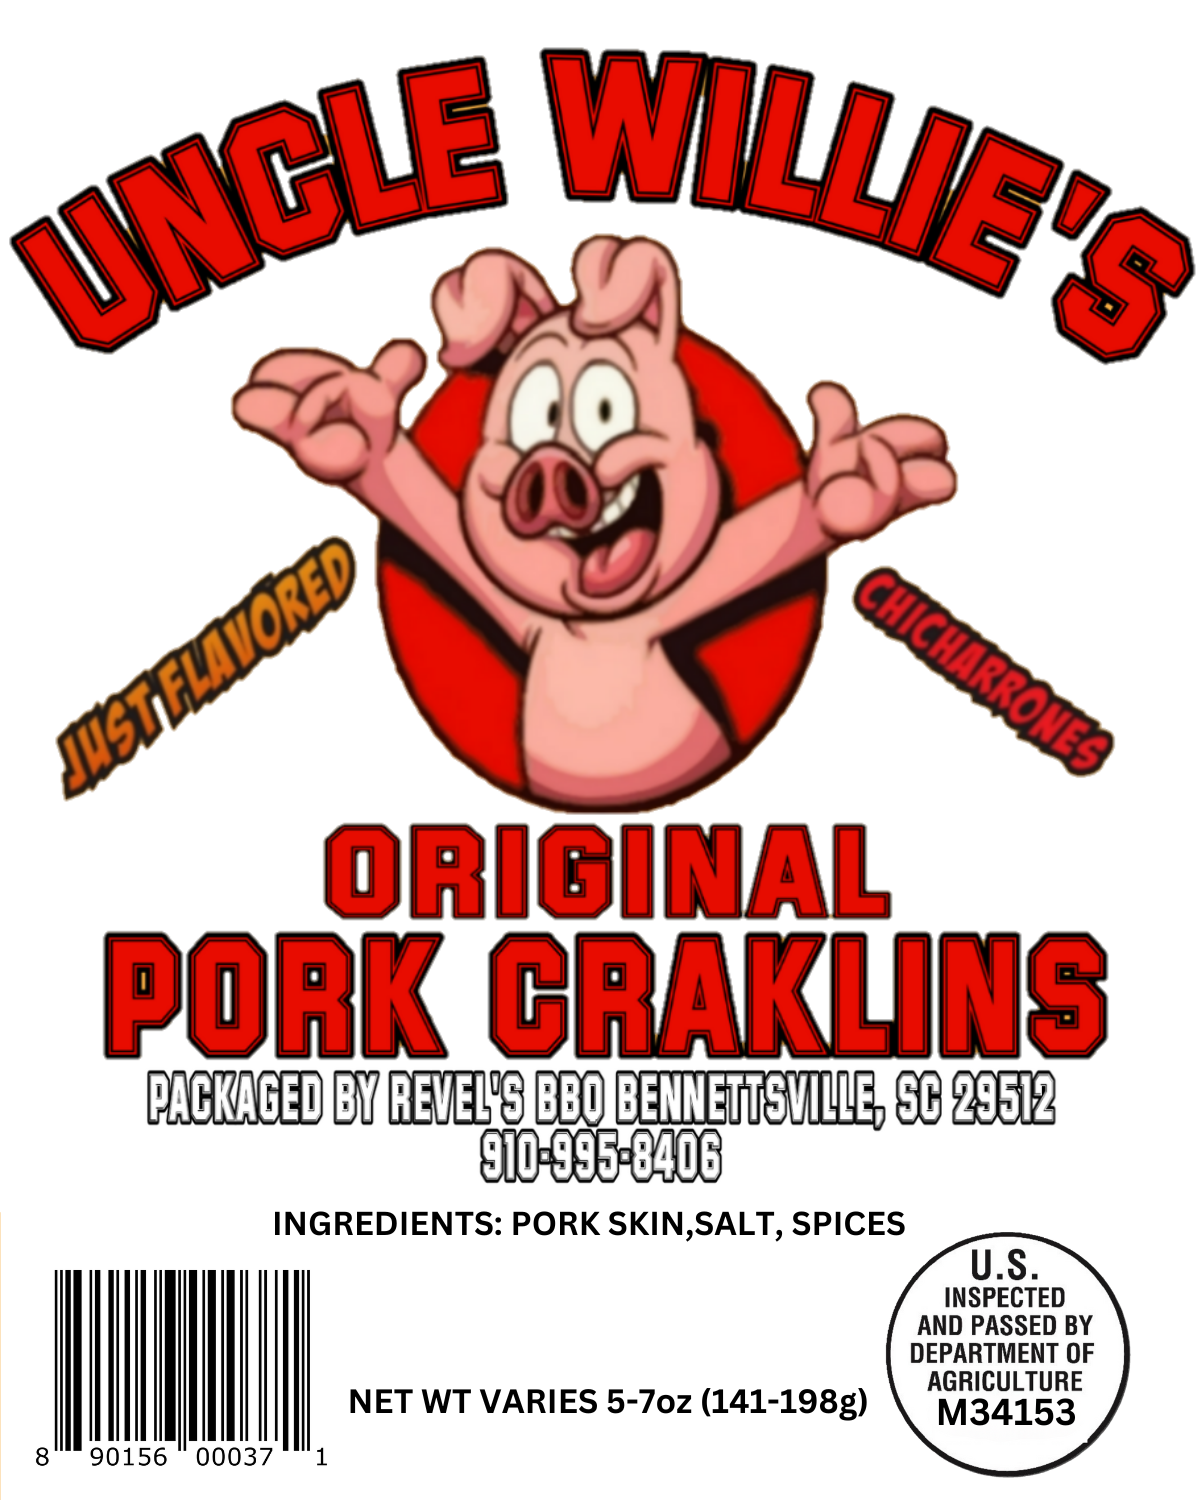 UNCLE WILLIE'S
JUST FLAVORED
CHICHARRONES
ORIGINAL
PORK CRAKLINS
PACKAGED BY REVEL'S BBQ BENNETTSVILLE, SC 29512
910-995-8406
INGREDIENTS: PORK SKIN,SALT, SPICES
U.S.
INSPECTED
AND PASSED BY
DEPARTMENT OF
AGRICULTURE
M34153
NET WT VARIES 5-7oz (141-198g)
8 90156 00037 1